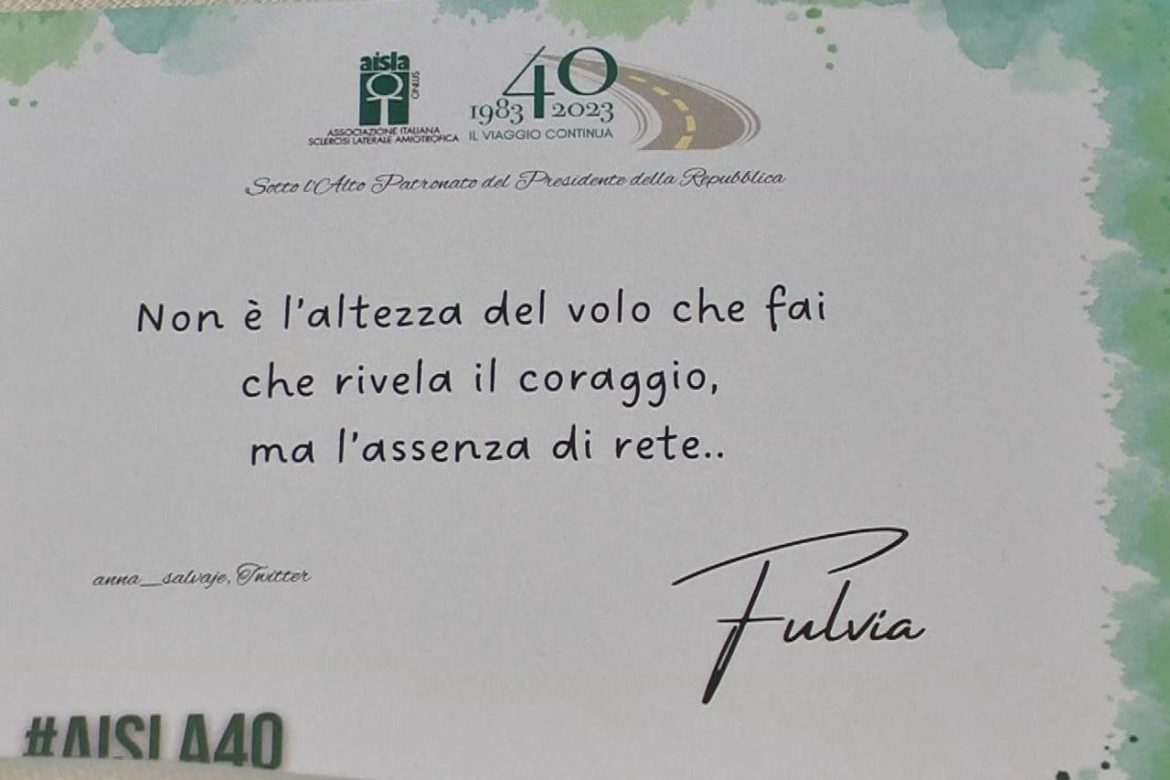 aisla
ONLUS
ASSOCIAZIONE ITALIANA
SCLEROSI LATERALE AMIOTROFICA
40
1983 2023
IL VIAGGIO CONTINUA
Sotto l'Alto Patronato del Presidente della Repubblica
Non è l'altezza del volo che fai
che rivela il coraggio,
ma l'assenza di rete..
anna_salvaje, Twitter
Fulvia
#AISLA40